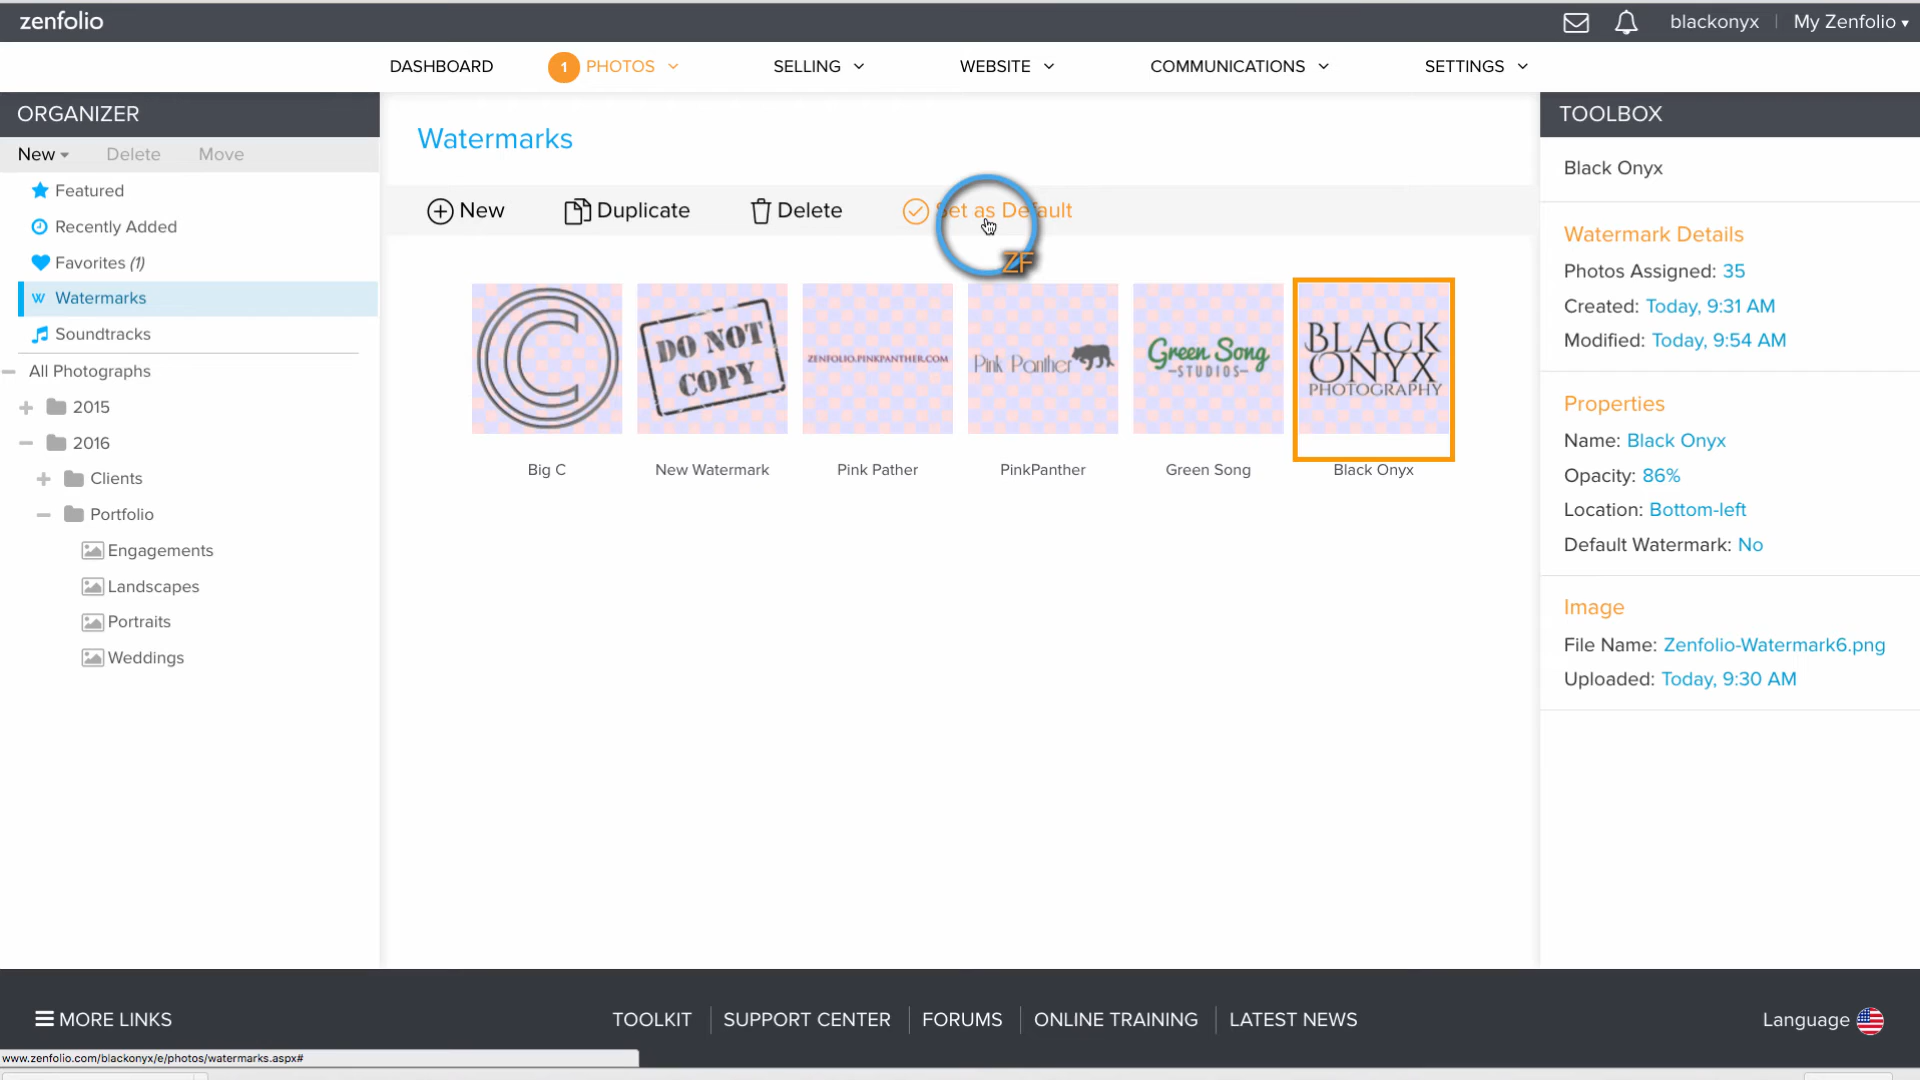 zenfolio
blackonyx
My Zenfolio
DASHBOARD
1 PHOTOS
SELLING
WEBSITE
COMMUNICATIONS
SETTINGS
ORGANIZER
New
Delete
Move
Featured
Recently Added
Favorites (1)
W Watermarks
Soundtracks
All Photographs
2015
2016
Clients
Portfolio
Engagements
Landscapes
Portraits
Weddings
Watermarks
New
Duplicate
Delete
Set as Default
ZF
C
DO NOT
COPY
ZENFOLIO.PINKPANTHER.COM
Pink Panther
Green Song
-STUDIOS-
BLACK
ONYX
PHOTOGRAPHY
Big C
New Watermark
Pink Pather
PinkPanther
Green Song
Black Onyx
TOOLBOX
Black Onyx
Watermark Details
Photos Assigned: 35
Created: Today, 9:31 AM
Modified: Today, 9:54 AM
Properties
Name: Black Onyx
Opacity: 86%
Location: Bottom-left
Default Watermark: No
Image
File Name: Zenfolio-Watermark6.png
Uploaded: Today, 9:30 AM
MORE LINKS
TOOLKIT
SUPPORT CENTER
FORUMS
ONLINE TRAINING
LATEST NEWS
Language
www.zenfolio.com/blackonyx/e/photos/watermarks.aspx#